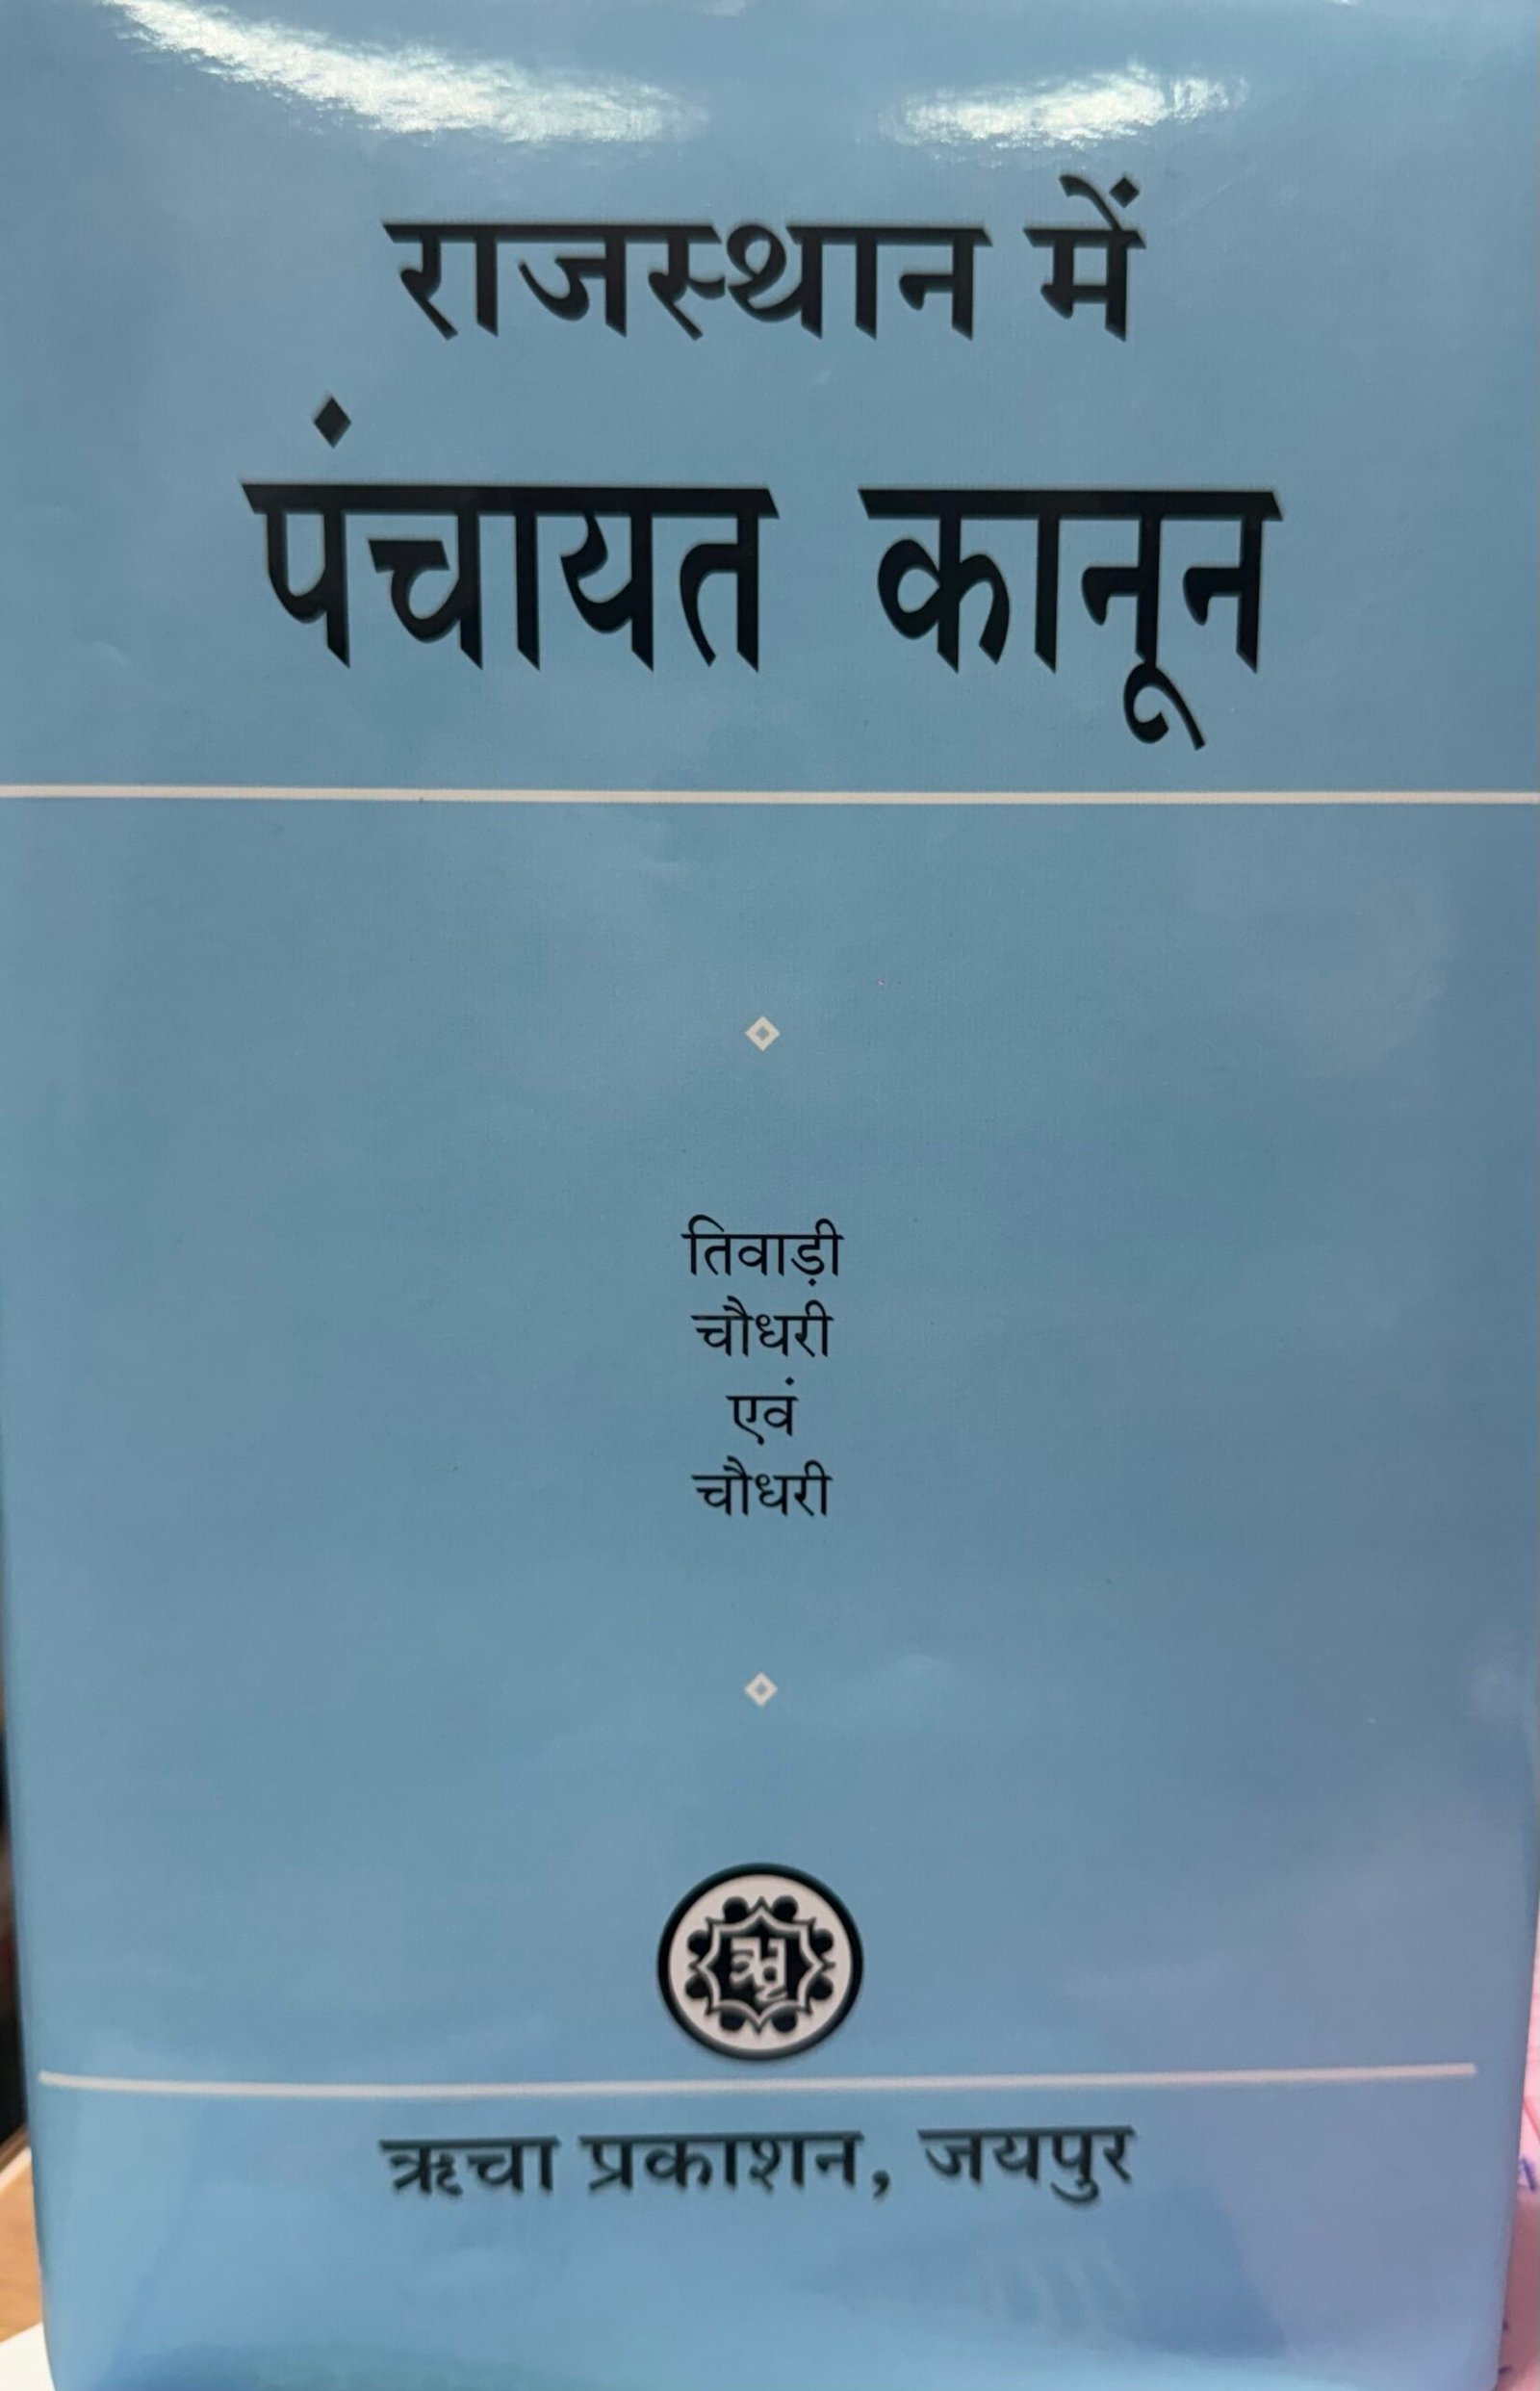 राजस्थान में
पंचायत कानून
तिवाड़ी
चौधरी
एवं
चौधरी
ऋ
ऋचा प्रकाशन, जयपुर